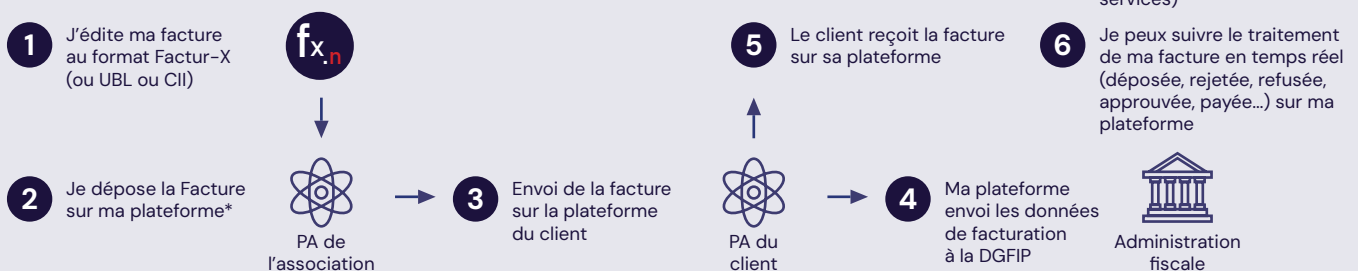 services)
1
J'édite ma facture
au format Factur-X
(ou UBL ou CII)
fx.n
5
Le client reçoit la facture
sur sa plateforme
6
Je peux suivre le traitement
de ma facture en temps réel
(déposée, rejetée, refusée,
approuvée, payée...) sur ma
plateforme
2
Je dépose la Facture
sur ma plateforme*
PA de
l'association
3
Envoi de la facture
sur la plateforme
du client
PA du
client
4
Ma plateforme
envoi les données
de facturation
à la DGFIP
Administration
fiscale